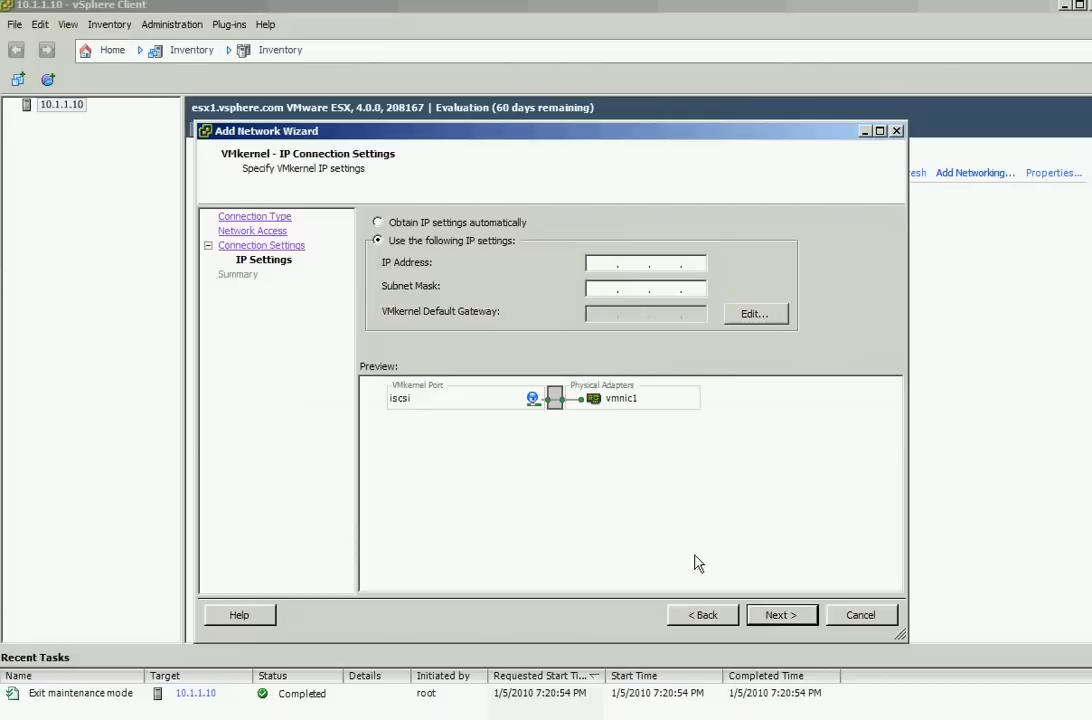 10.1.1.10 - vSphere Client
File Edit View Inventory Administration Plug-ins Help
Home Inventory Inventory
10.1.1.10
esx1.vsphere.com VMware ESX, 4.0.0, 208167 | Evaluation (60 days remaining)
Add Network Wizard
VMkernel - IP Connection Settings
Specify VMkernel IP settings
esh Add Networking... Properties...
Connection Type
Network Access
Connection Settings
IP Settings
Summary
Obtain IP settings automatically
Use the following IP settings:
IP Address:
Subnet Mask:
VMkernel Default Gateway:
Edit...
Preview:
VMkernel Port Physical Adapters
iscsi vmnic1
Help < Back Next > Cancel
Recent Tasks
Name Target Status Details Initiated by Requested Start Ti... Start Time Completed Time
Exit maintenance mode 10.1.1.10 Completed root 1/5/2010 7:20:54 PM 1/5/2010 7:20:54 PM 1/5/2010 7:20:54 PM